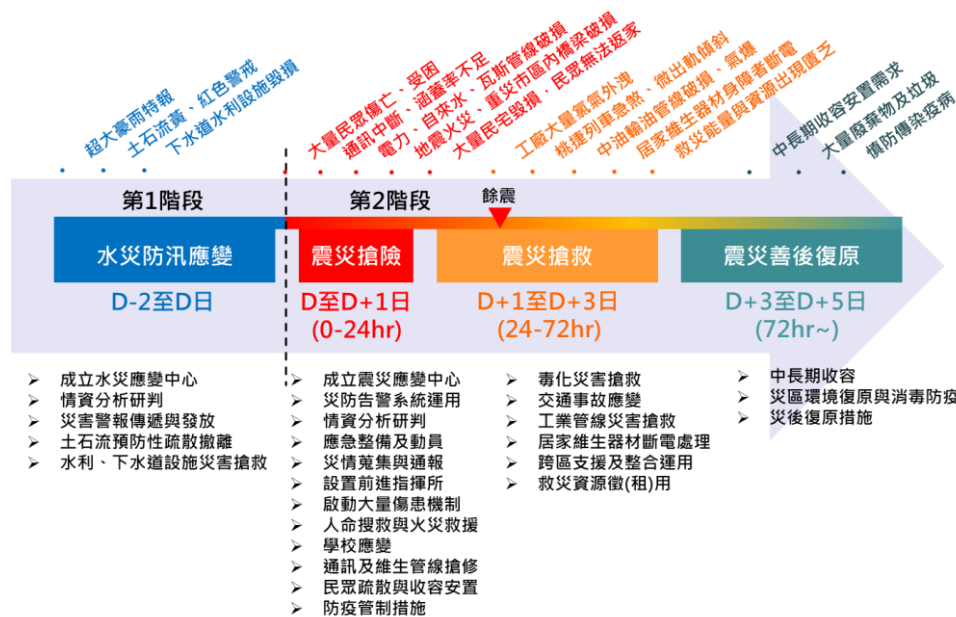 超大豪雨特報
土石流黃、紅色警戒
下水道水利設施毀損
大量民眾傷亡、受困
通訊中斷、涵蓋率不足
電力、自來水、瓦斯管線破損
地震火災、重災市區內橋梁破損
大量民宅毀損、民眾無法返家
工廠大量氯氣外洩
桃捷列車急煞、微出軌傾斜
中油輸油管線破損、氣爆
居家維生器材身障者斷電
救災能量與資源出現匱乏
中長期收容安置需求
大量廢棄物及垃圾
慎防傳染疫病
第1階段
第2階段
餘震
水災防汛應變
震災搶險
震災搶救
震災善後復原
D-2至D日
D至D+1日
(0-24hr)
D+1至D+3日
(24-72hr)
D+3至D+5日
(72hr~)
➢ 成立水災應變中心
➢ 情資分析研判
➢ 災害警報傳遞與發放
➢ 土石流預防性疏散撤離
➢ 水利、下水道設施災害搶救
➢ 成立震災應變中心
➢ 災防告警系統運用
➢ 情資分析研判
➢ 應急整備及動員
➢ 災情蒐集與通報
➢ 設置前進指揮所
➢ 啟動大量傷患機制
➢ 人命搜救與火災救援
➢ 學校應變
➢ 通訊及維生管線搶修
➢ 民眾疏散與收容安置
➢ 防疫管制措施
➢ 毒化災害搶救
➢ 交通事故應變
➢ 工業管線災害搶救
➢ 居家維生器材斷電處理
➢ 跨區支援及整合運用
➢ 救災資源徵(租)用
➢ 中長期收容
➢ 災區環境復原與消毒防疫
➢ 災後復原措施